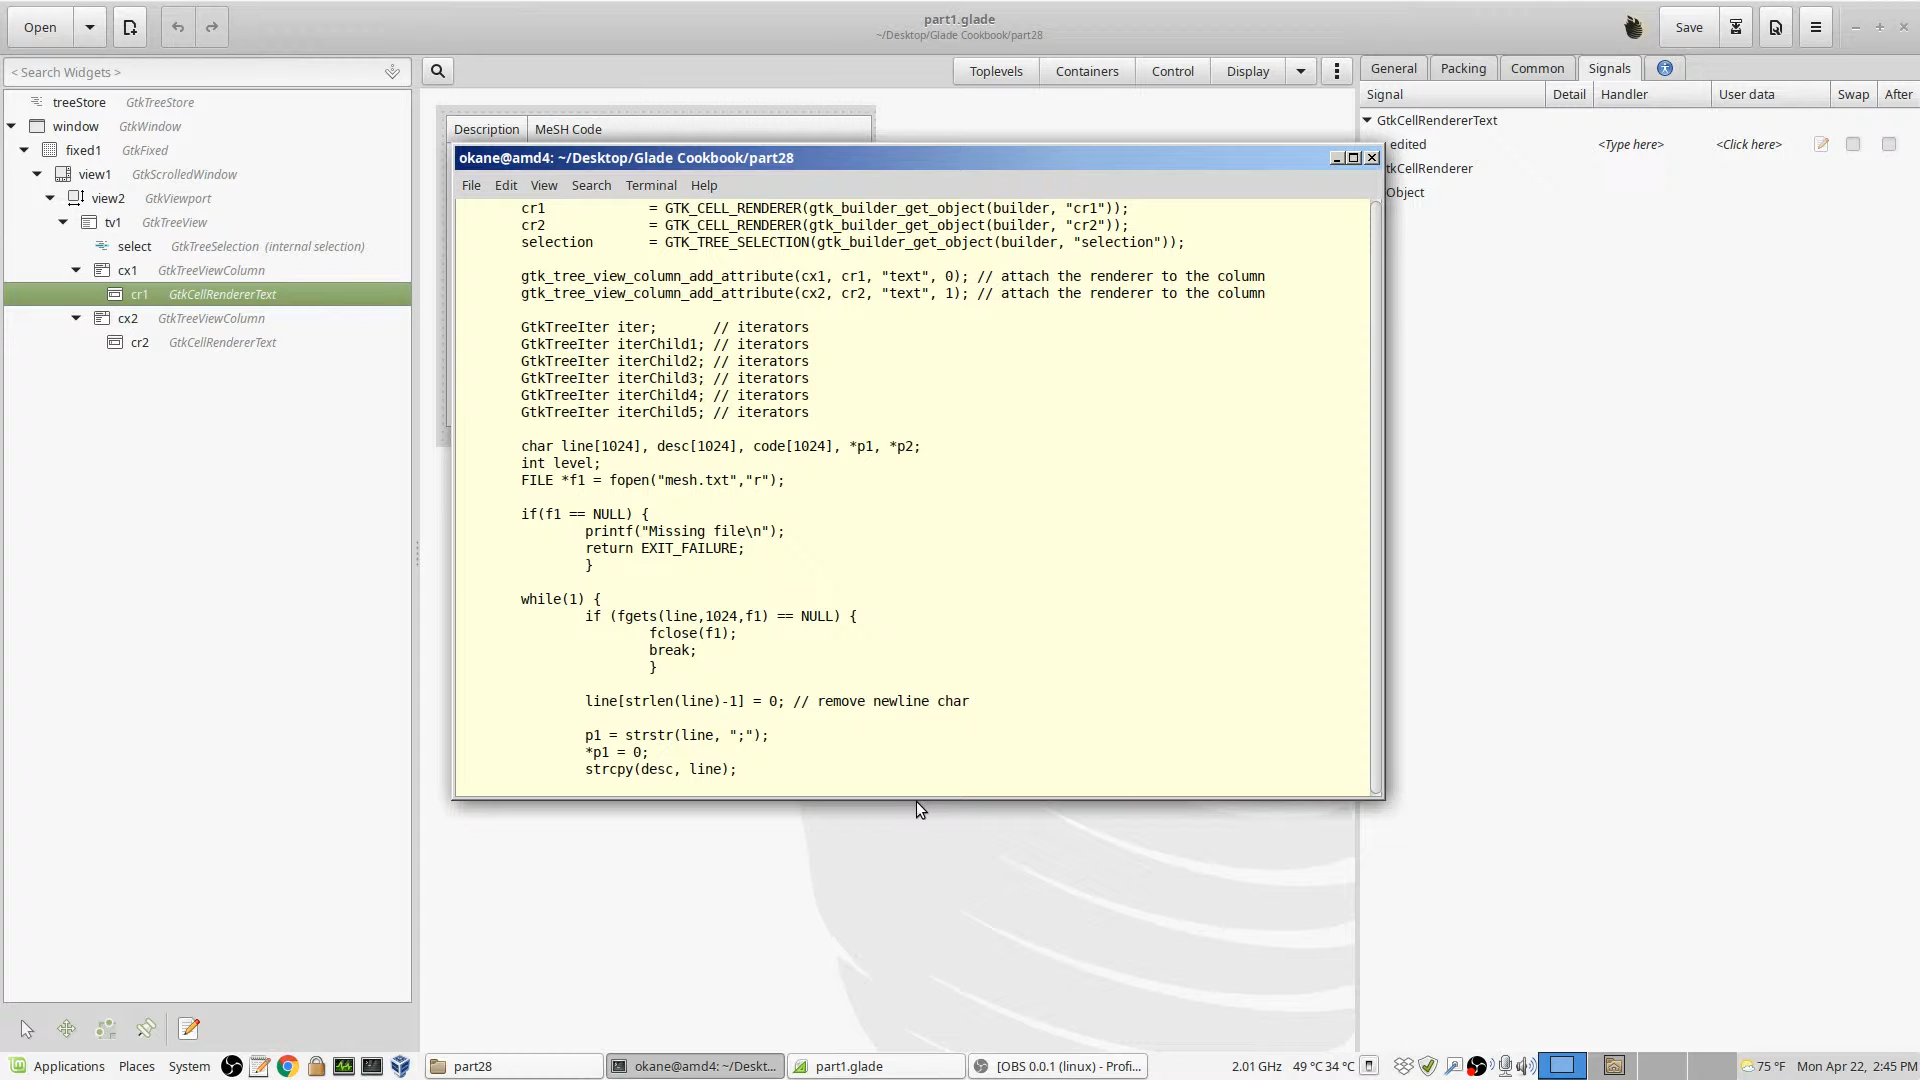 Open
part1.glade
~/Desktop/Glade Cookbook/part28
Save
< Search Widgets >
treeStore GtkTreeStore
window GtkWindow
fixed1 GtkFixed
view1 GtkScrolledWindow
view2 GtkViewport
tv1 GtkTreeView
select GtkTreeSelection (internal selection)
cx1 GtkTreeViewColumn
cr1 GtkCellRendererText
cx2 GtkTreeViewColumn
cr2 GtkCellRendererText
Toplevels Containers Control Display
Description MeSH Code
okane@amd4: ~/Desktop/Glade Cookbook/part28
File Edit View Search Terminal Help
cr1 = GTK_CELL_RENDERER(gtk_builder_get_object(builder, "cr1"));
cr2 = GTK_CELL_RENDERER(gtk_builder_get_object(builder, "cr2"));
selection = GTK_TREE_SELECTION(gtk_builder_get_object(builder, "selection"));
gtk_tree_view_column_add_attribute(cx1, cr1, "text", 0); // attach the renderer to the column
gtk_tree_view_column_add_attribute(cx2, cr2, "text", 1); // attach the renderer to the column
GtkTreeIter iter; // iterators
GtkTreeIter iterChild1; // iterators
GtkTreeIter iterChild2; // iterators
GtkTreeIter iterChild3; // iterators
GtkTreeIter iterChild4; // iterators
GtkTreeIter iterChild5; // iterators
char line[1024], desc[1024], code[1024], *p1, *p2;
int level;
FILE *f1 = fopen("mesh.txt","r");
if(f1 == NULL) {
printf("Missing file\n");
return EXIT_FAILURE;
}
while(1) {
if (fgets(line,1024,f1) == NULL) {
fclose(f1);
break;
}
line[strlen(line)-1] = 0; // remove newline char
p1 = strstr(line, ";");
*p1 = 0;
strcpy(desc, line);
General Packing Common Signals
Signal Detail Handler User data Swap After
GtkCellRendererText
edited <Type here> <Click here>
tkCellRenderer
Object
Applications Places System
part28
okane@amd4: ~/Deskt...
part1.glade
[OBS 0.0.1 (linux) - Profi...
2.01 GHz 49 °C 34 °C
75 °F Mon Apr 22, 2:45 PM